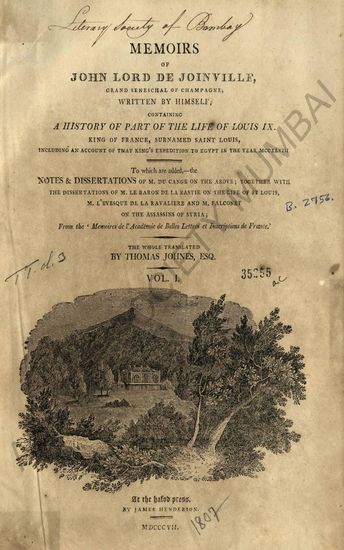 Literary Society of Bombay
MEMOIRS
OF
JOHN LORD DE JOINVILLE,
GRAND SENESCHAL OF CHAMPAGNE,
WRITTEN BY HIMSELF;
CONTAINING
A HISTORY OF PART OF THE LIFE OF LOUIS IX.
KING OF FRANCE, SURNAMED SAINT LOUIS,
INCLUDING AN ACCOUNT OF THAT KING'S EXPEDITION TO EGYPT IN THE YEAR
To which are added,—the
NOTES & DISSERTATIONS OF M. DU CANGE ON THE ABOVE; TOGETHER WITH
THE DISSERTATIONS OF M. LE BARON DE LA BASTIE ON THE LIFE OF ST LOUIS,
M. L'EVESQUE DE LA RAVALIERE AND M. FALCONET
ON THE ASSASSINS OF SYRIA;
B. 2756.
From the 'Memoires de l'Académie de Belles Lettres et Inscriptions de France.'
THE WHOLE TRANSLATED
BY THOMAS JOHNES, ESQ.
VOL. I.
At the hafod press,
BY JAMES HENDERSON.
MDCCCVII.
1807